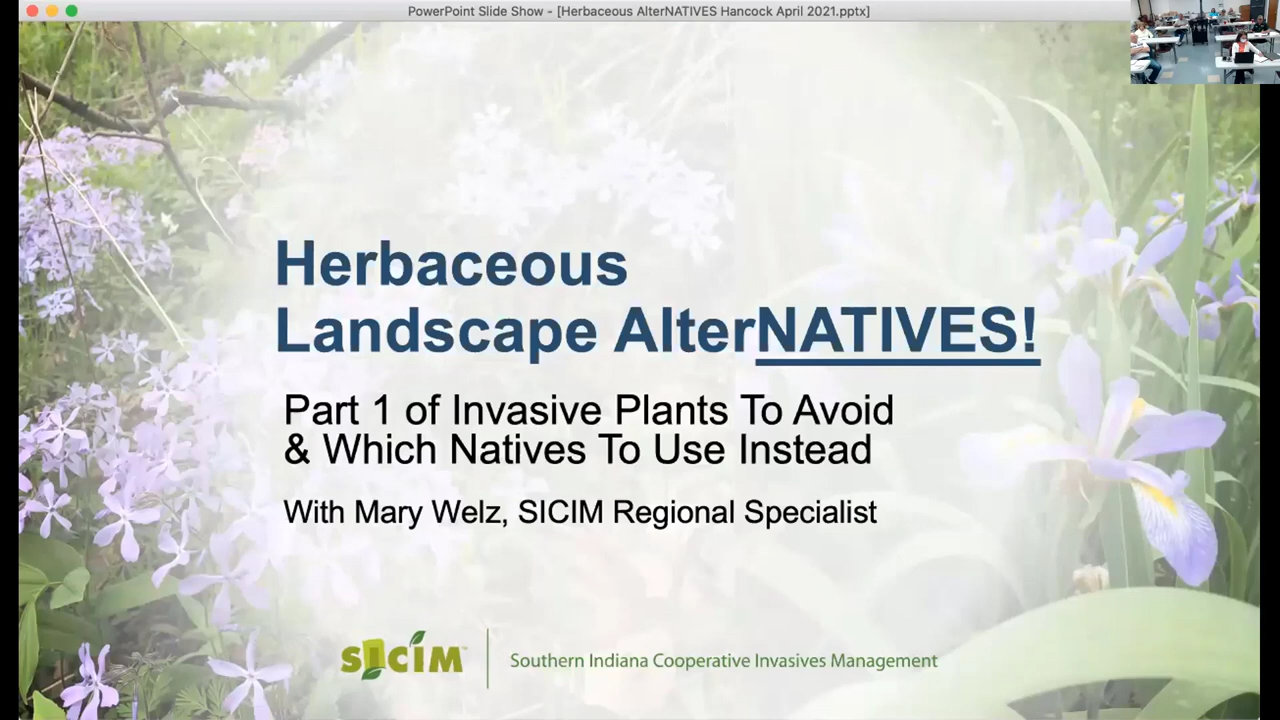 PowerPoint Slide Show - [Herbaceous AlterNATIVES Hancock April 2021.pptx]
Herbaceous
Landscape AlterNATIVES!
Part 1 of Invasive Plants To Avoid
& Which Natives To Use Instead
With Mary Welz, SICIM Regional Specialist
SICIM
Southern Indiana Cooperative Invasives Management